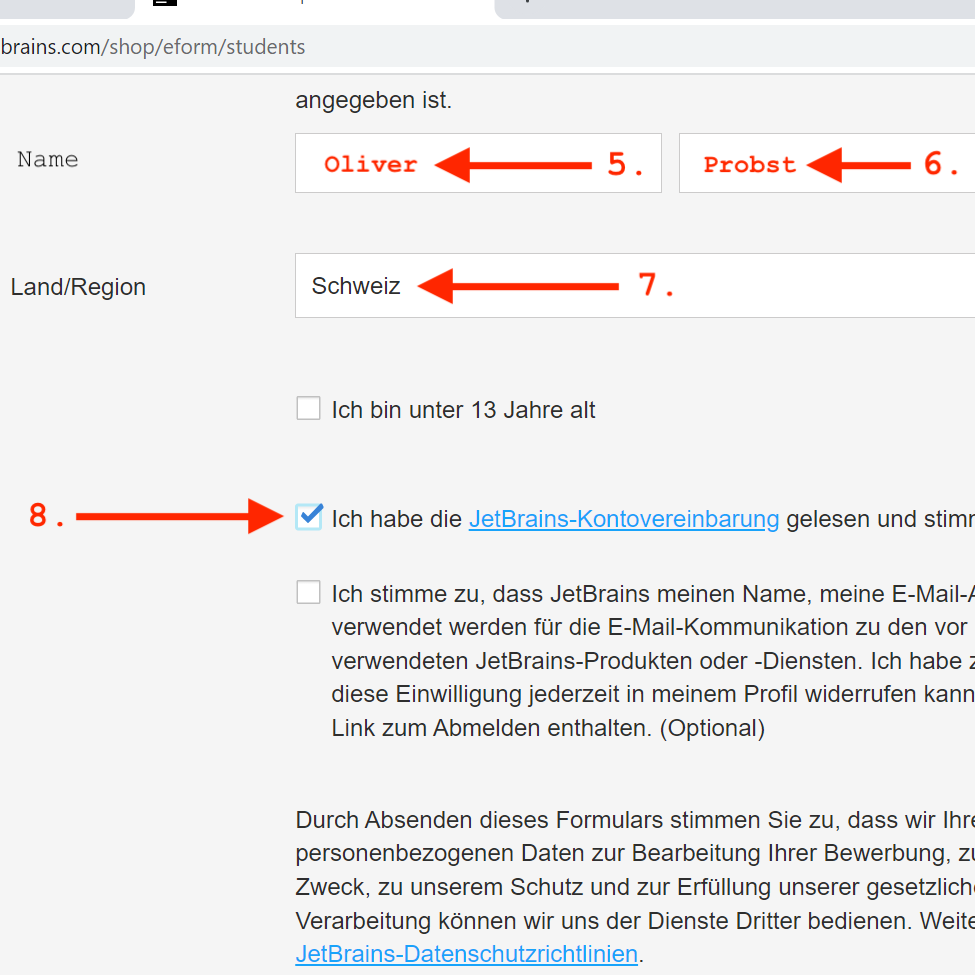 brains.com/shop/eform/students
angegeben ist.
Name Oliver 5. Probst 6.
Land/Region Schweiz 7.
Ich bin unter 13 Jahre alt
8. Ich habe die JetBrains-Kontovereinbarung gelesen und stimm
Ich stimme zu, dass JetBrains meinen Name, meine E-Mail-A
verwendet werden für die E-Mail-Kommunikation zu den vor
verwendeten JetBrains-Produkten oder -Diensten. Ich habe z
diese Einwilligung jederzeit in meinem Profil widerrufen kann
Link zum Abmelden enthalten. (Optional)
Durch Absenden dieses Formulars stimmen Sie zu, dass wir Ihre
personenbezogenen Daten zur Bearbeitung Ihrer Bewerbung, zu
Zweck, zu unserem Schutz und zur Erfüllung unserer gesetzliche
Verarbeitung können wir uns der Dienste Dritter bedienen. Weite
JetBrains-Datenschutzrichtlinien.